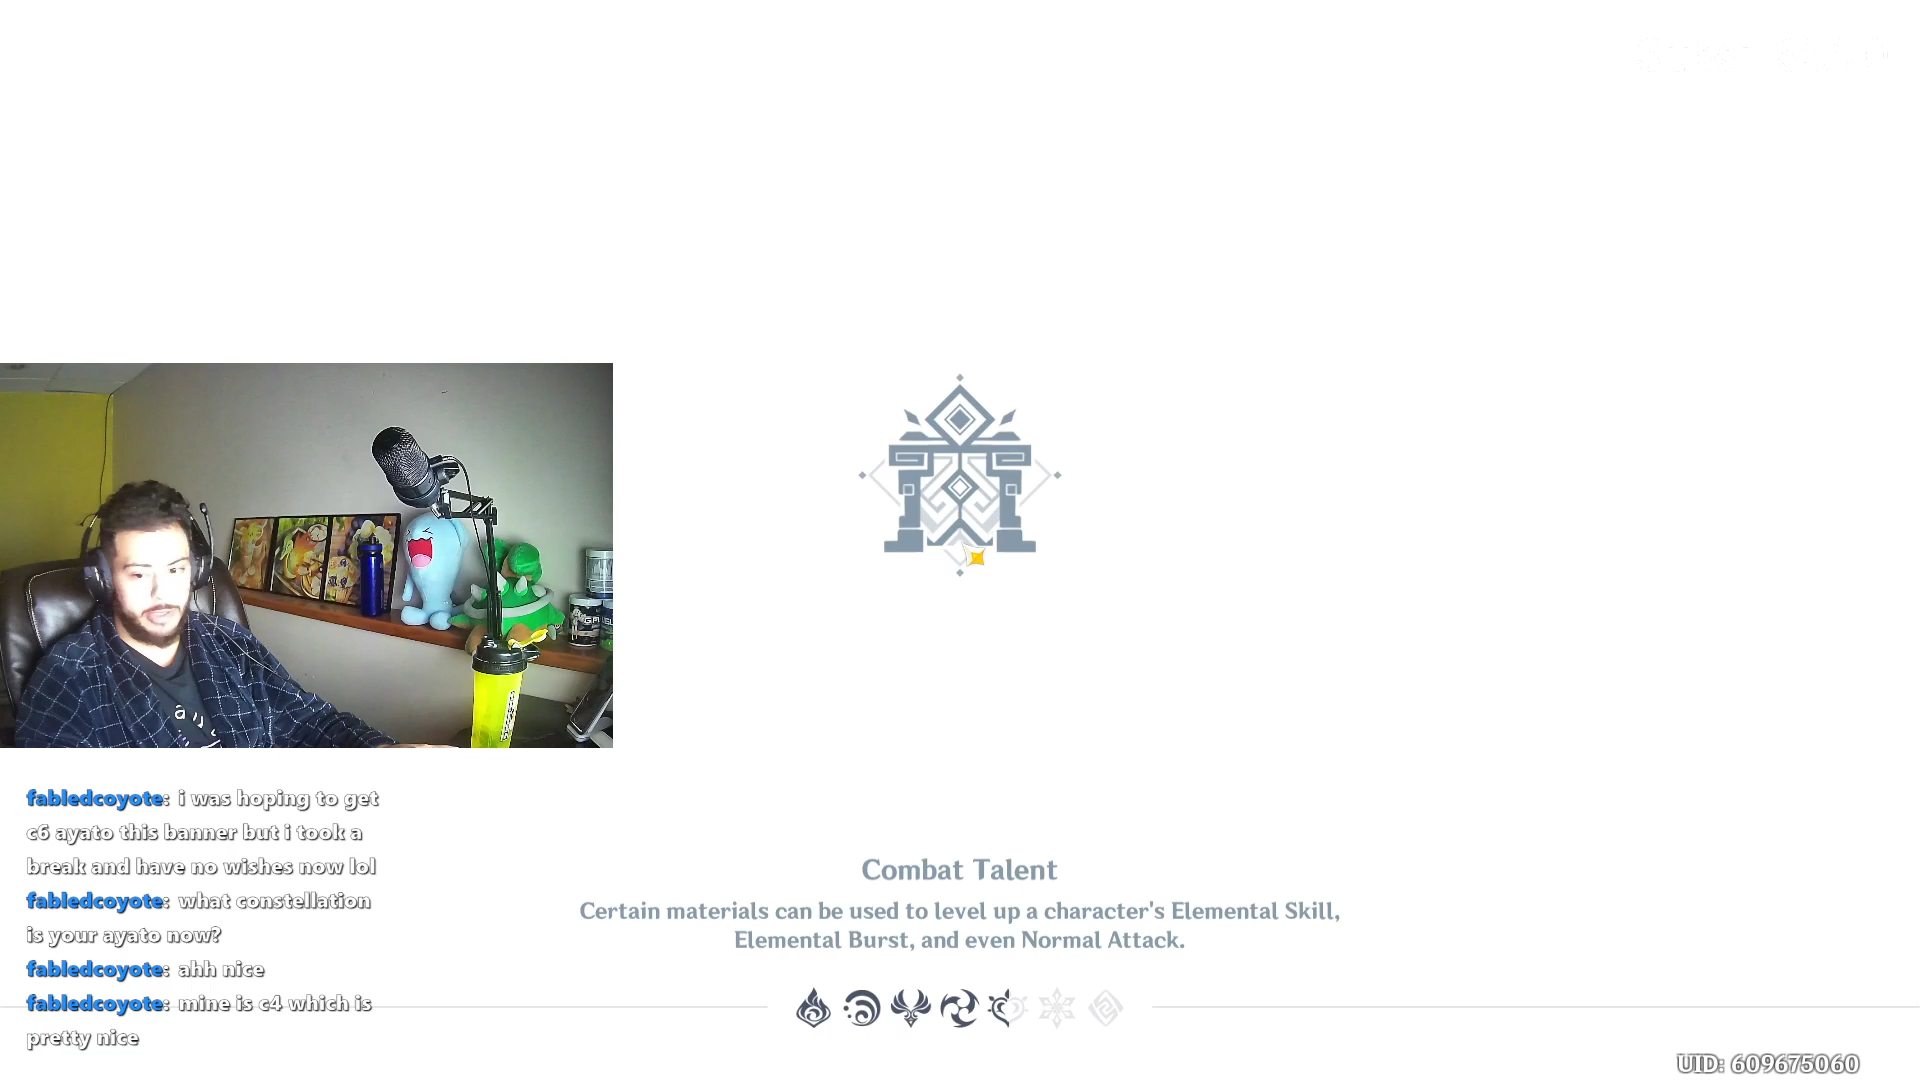 fabledcoyote: i was hoping to get
c6 ayato this banner but i took a
break and have no wishes now lol
fabledcoyote: what constellation
is your ayato now?
fabledcoyote: ahh nice
fabledcoyote: mine is c4 which is
pretty nice
Combat Talent
Certain materials can be used to level up a character's Elemental Skill,
Elemental Burst, and even Normal Attack.
UID: 609675060